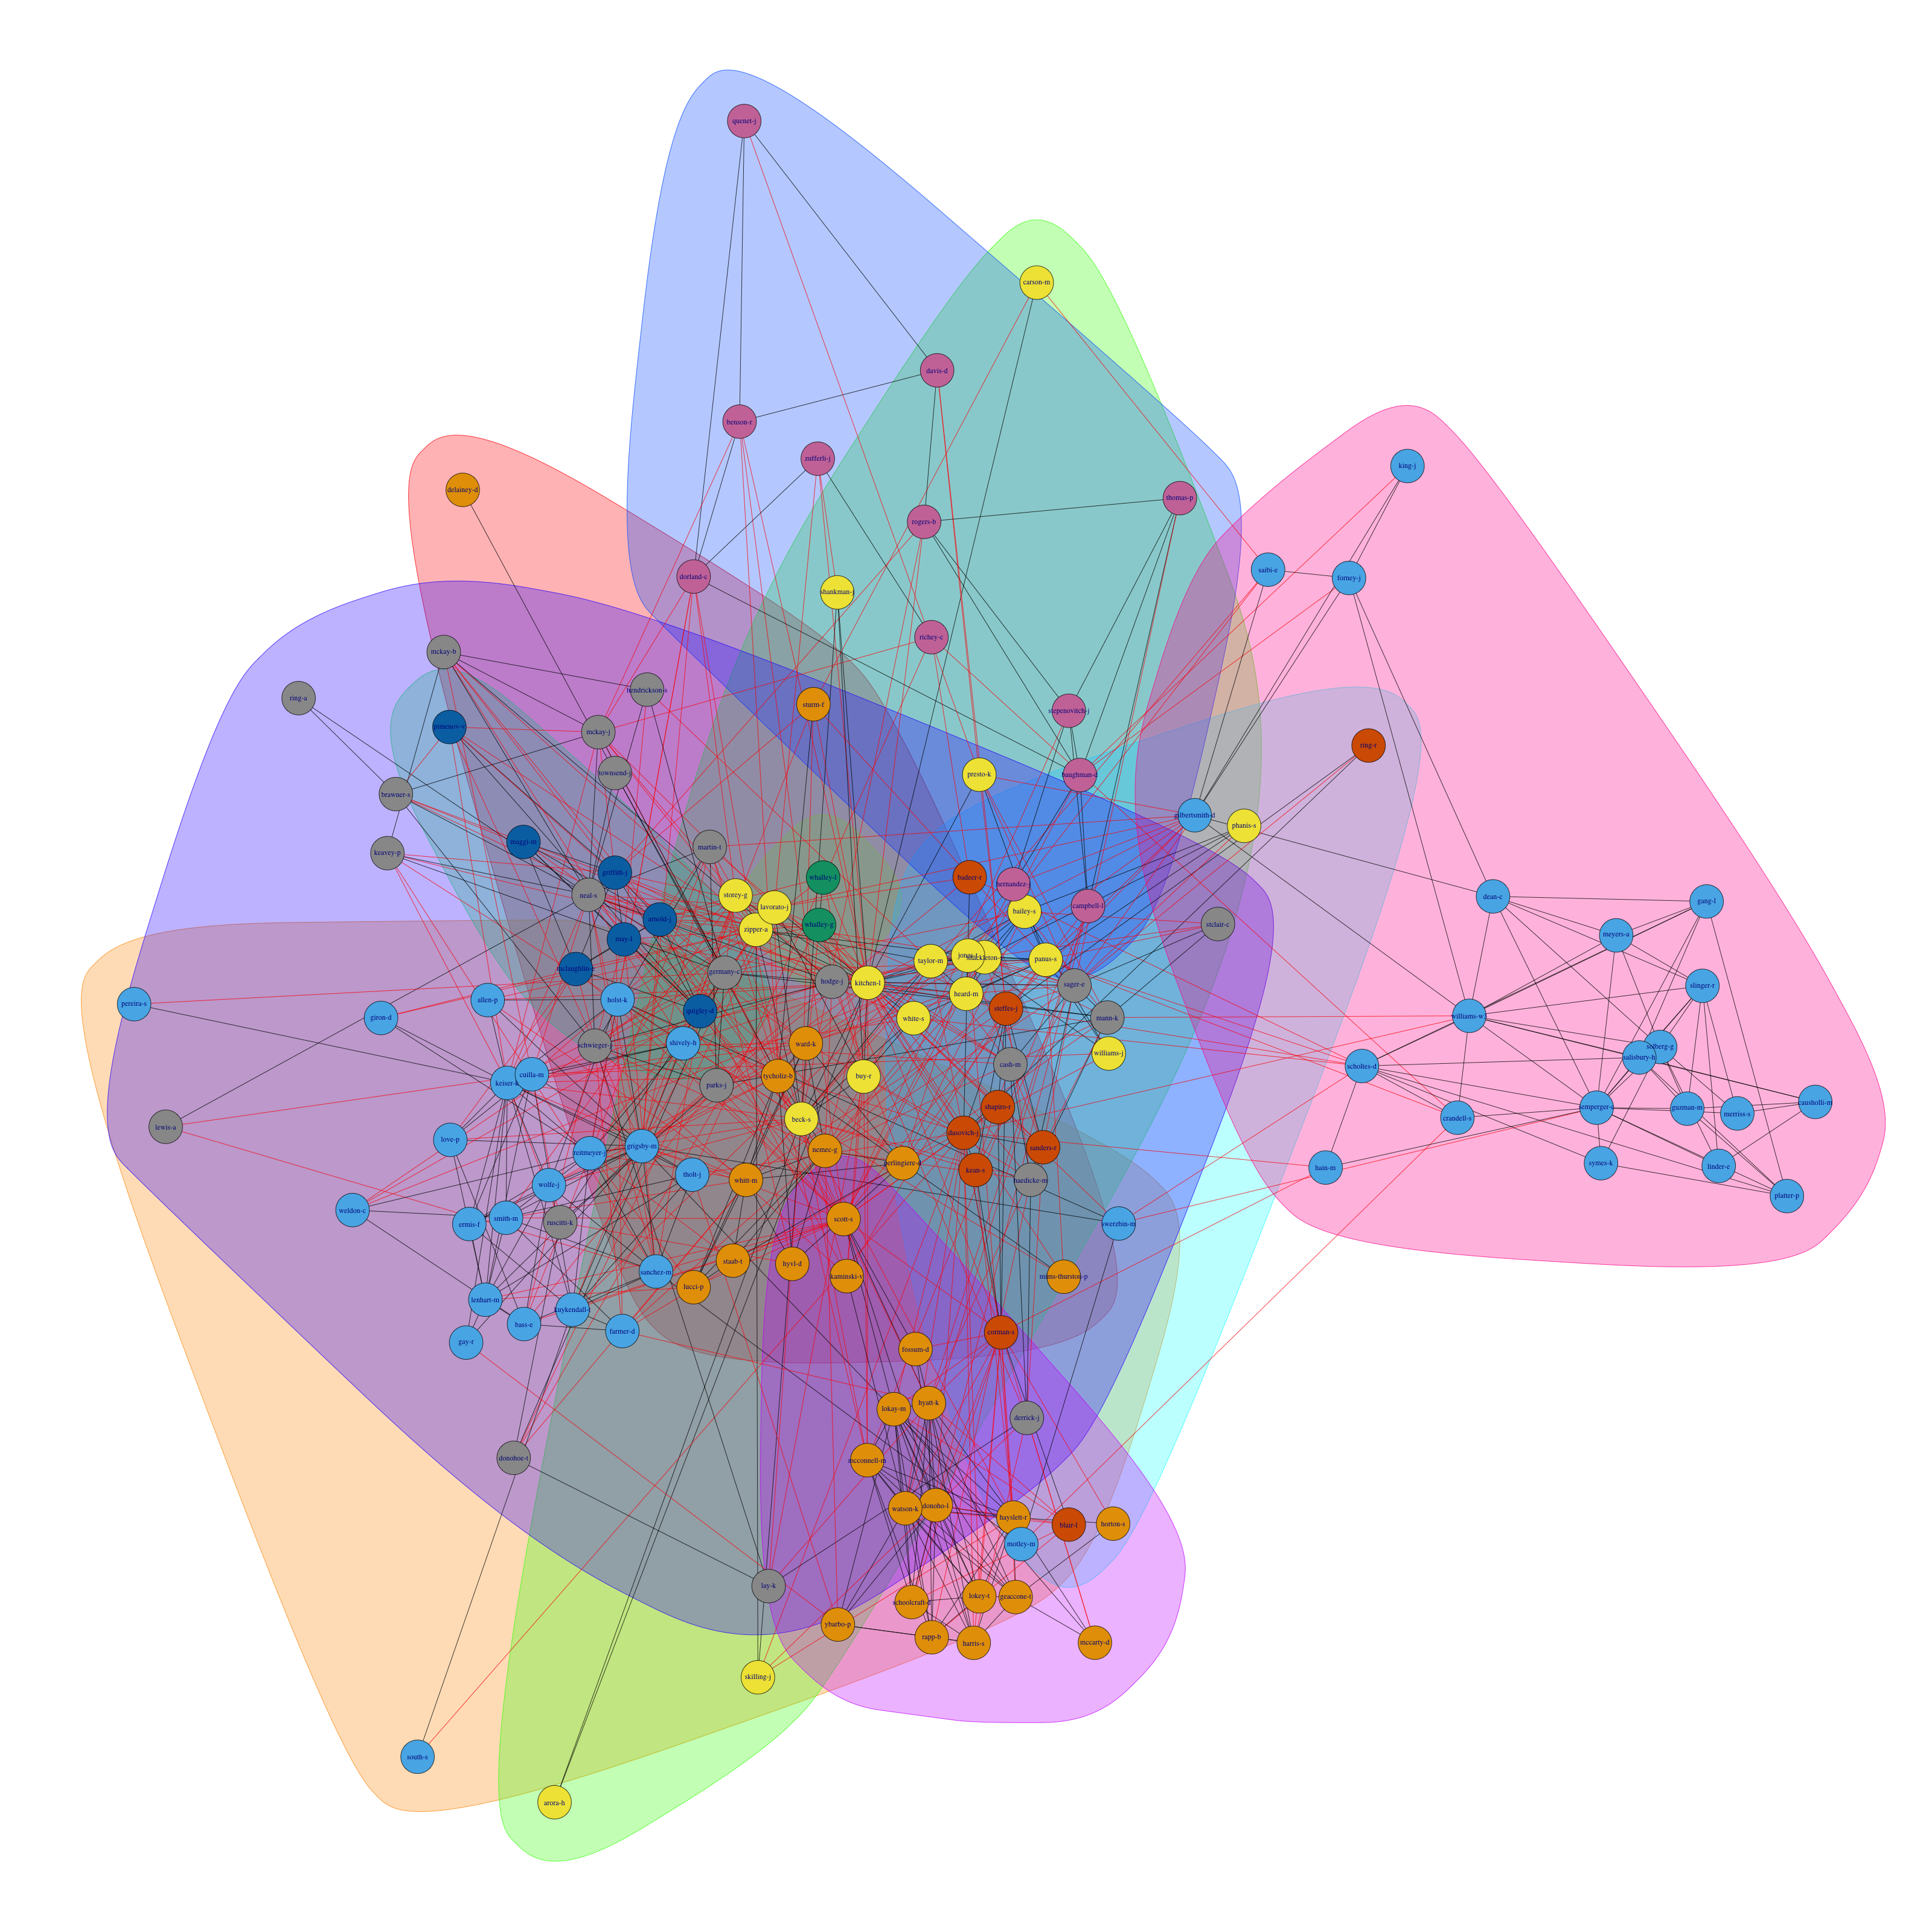 quenet-j
carson-m
davis-d
benson-r
zufferli-j
king-j
delainey-d
thomas-p
rogers-b
saibi-e
forney-j
dorland-c
shankman-j
richey-c
mckay-b
hendrickson-s
ring-a
sturm-f
stepenovitch-j
semenov-v
mckay-j
ring-r
townsend-j
presto-k
baughman-d
brawner-s
gilbertsmith-d
phanis-s
maggi-m
martin-t
keavey-p
griffith-j
whalley-l
badeer-r
hernandez-j
neal-s
storey-g
dean-c
gang-l
lavorato-j
campbell-l
bailey-s
arnold-j
whalley-g
stclair-c
zipper-a
may-l
meyers-a
taylor-m
jones-t
panus-s
mclaughlin-e
germany-c
hodge-j
kitchen-l
sager-e
slinger-r
heard-m
allen-p
holst-k
pereira-s
quigley-d
steffes-j
giron-d
white-s
mann-k
williams-w
schwieger-j
shively-h
ward-k
solberg-g
williams-j
salisbury-h
cash-m
scholtes-d
cuilla-m
keiser-k
parks-j
tycholiz-b
buy-r
shapiro-r
semperger-c
guzman-m
causholli-m
merriss-s
crandell-s
beck-s
lewis-a
dasovich-j
love-p
grigsby-m
reitmeyer-j
nemec-g
sanders-r
perlingiere-d
symes-k
linder-e
hain-m
kean-s
tholt-j
whitt-m
haedicke-m
wolfe-j
platter-p
weldon-c
smith-m
ermis-f
ruscitti-k
scott-s
swerzbin-m
staab-t
hyvl-d
sanchez-m
kaminski-v
mims-thurston-p
lucci-p
lenhart-m
kuykendall-t
bass-e
farmer-d
corman-s
gay-r
fossum-d
hyatt-k
lokay-m
derrick-j
donohoe-t
mcconnell-m
watson-k
donoho-l
hayslett-r
blair-l
horton-s
motley-m
lay-k
schoolcraft-d
lokey-t
geaccone-t
ybarbo-p
rapp-b
harris-s
mccarty-d
skilling-j
south-s
arora-h